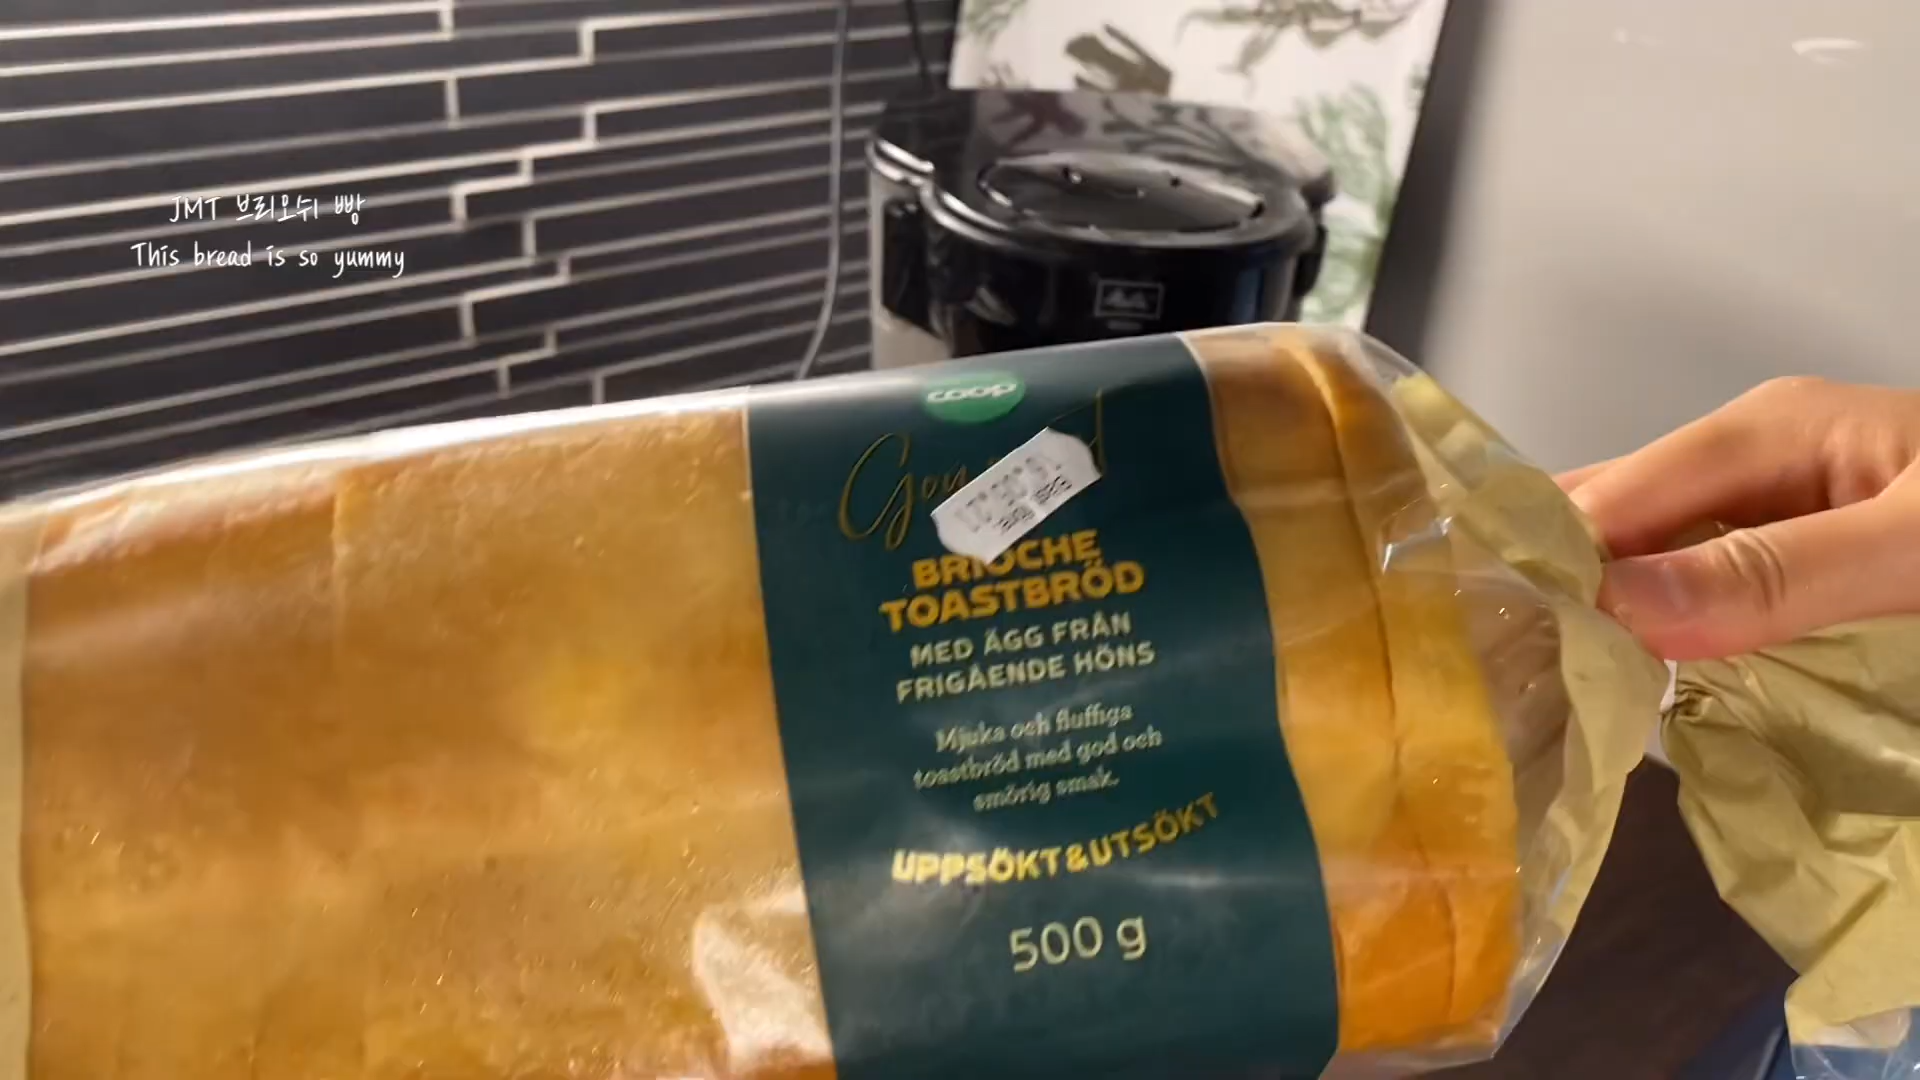 JMT 브리오쉬 빵
This bread is so yummy
coop
BRIOCHE
TOASTBRÖD
MED ÄGG FRÅN
FRIGÅENDE HÖNS
Mjuka och fluffiga
toastbröd med god och
smörig smak.
UPPSÖKT&UTSÖKT
500 g